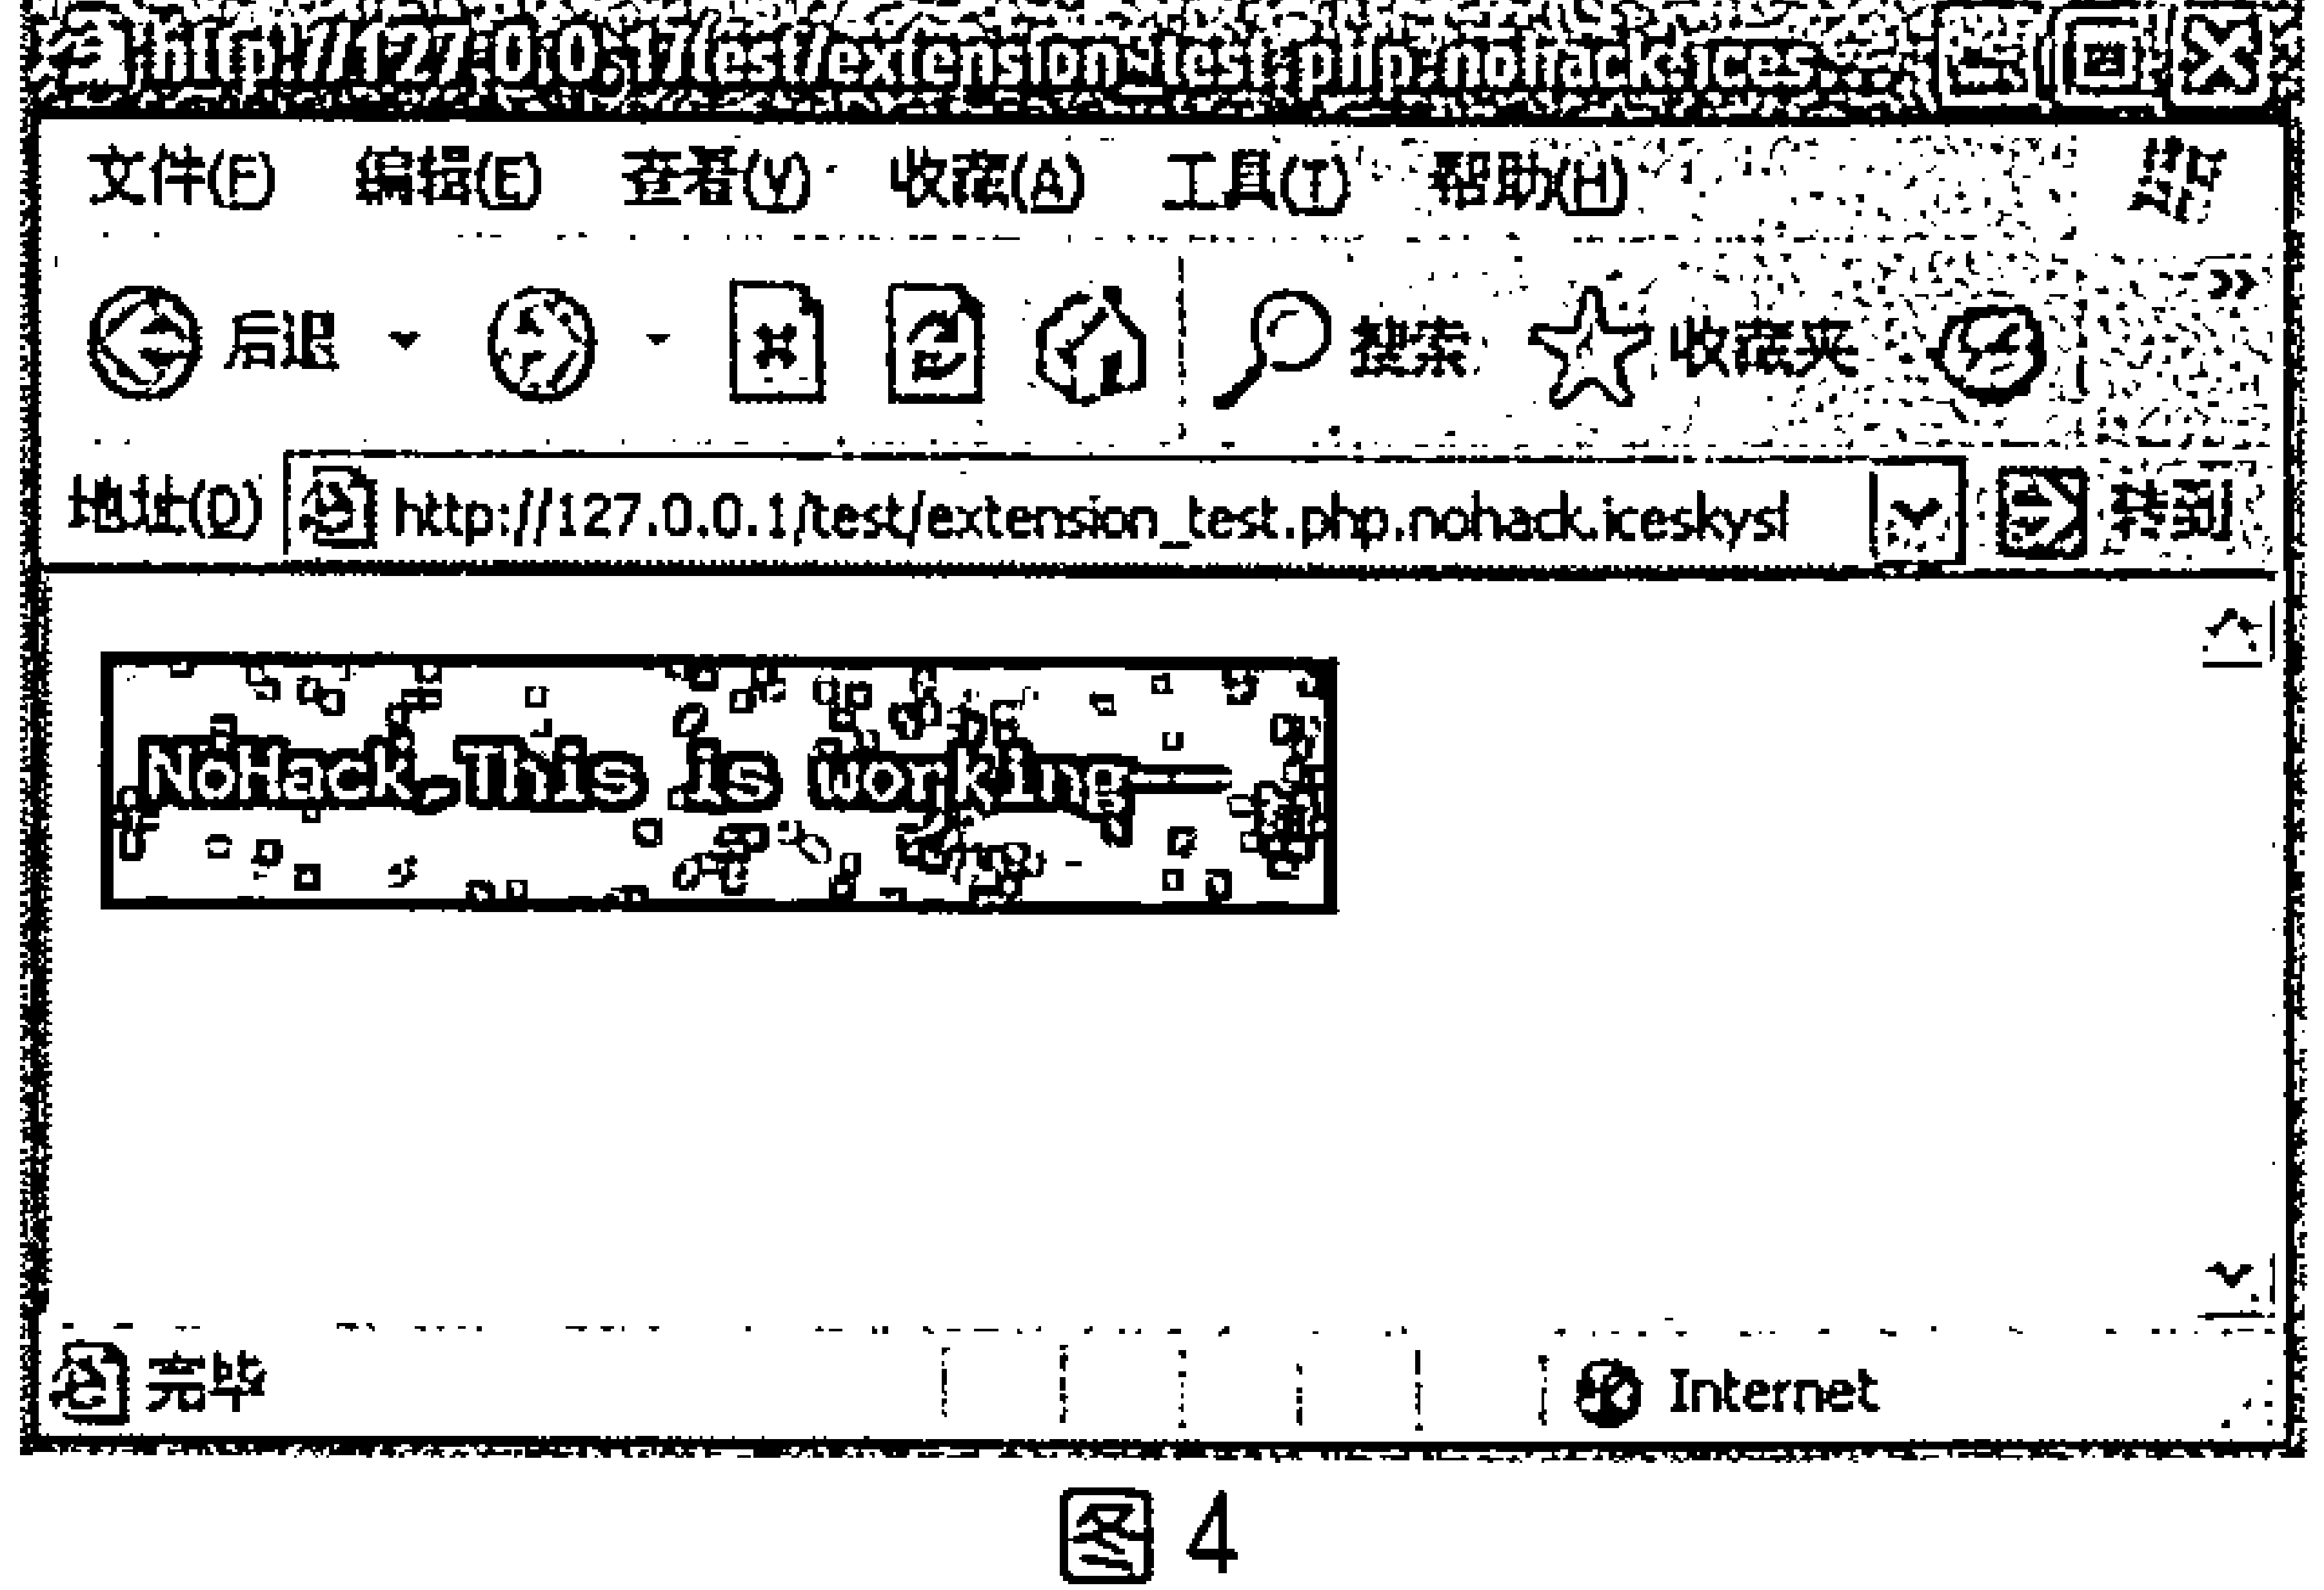 http://127.0.0.1/test/extension_test.php.nohack.ices...
文件(F) 编辑(E) 查看(V) 收藏(A) 工具(T) 帮助(H)
后退 搜索 收藏夹 »
地址(D) http://127.0.0.1/test/extension_test.php.nohack.iceskysl 转到
NoHack,This is working
完毕 Internet
图 4